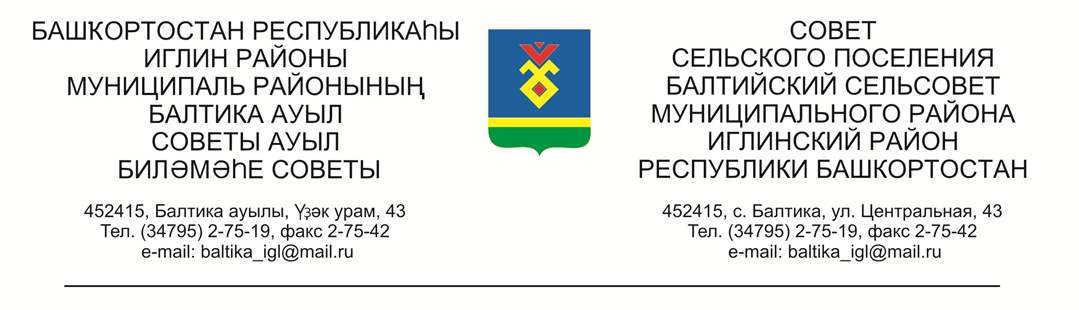 БАШҠОРТОСТАН РЕСПУБЛИКАҺЫ
ИГЛИН РАЙОНЫ
МУНИЦИПАЛЬ РАЙОНЫНЫҢ
БАЛТИКА АУЫЛ
СОВЕТЫ АУЫЛ
БИЛӘМӘҺЕ СОВЕТЫ
452415, Балтика ауылы, Үҙәк урам, 43
Тел. (34795) 2-75-19, факс 2-75-42
e-mail: baltika_igl@mail.ru
СОВЕТ
СЕЛЬСКОГО ПОСЕЛЕНИЯ
БАЛТИЙСКИЙ СЕЛЬСОВЕТ
МУНИЦИПАЛЬНОГО РАЙОНА
ИГЛИНСКИЙ РАЙОН
РЕСПУБЛИКИ БАШКОРТОСТАН
452415, с. Балтика, ул. Центральная, 43
Тел. (34795) 2-75-19, факс 2-75-42
e-mail: baltika_igl@mail.ru